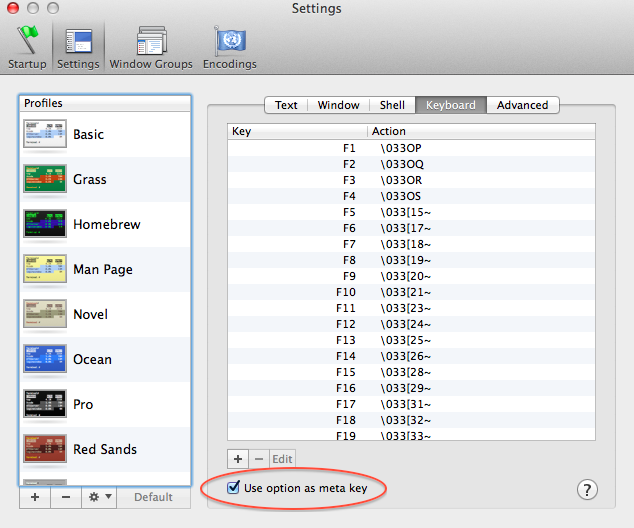 Settings
Startup Settings Window Groups Encodings
Profiles
Basic
Grass
Homebrew
Man Page
Novel
Ocean
Pro
Red Sands
+ − Default
Text Window Shell Keyboard Advanced
Key Action
F1 \033OP
F2 \033OQ
F3 \033OR
F4 \033OS
F5 \033[15~
F6 \033[17~
F7 \033[18~
F8 \033[19~
F9 \033[20~
F10 \033[21~
F11 \033[23~
F12 \033[24~
F13 \033[25~
F14 \033[26~
F15 \033[28~
F16 \033[29~
F17 \033[31~
F18 \033[32~
F19 \033[33~
+ − Edit
Use option as meta key
?